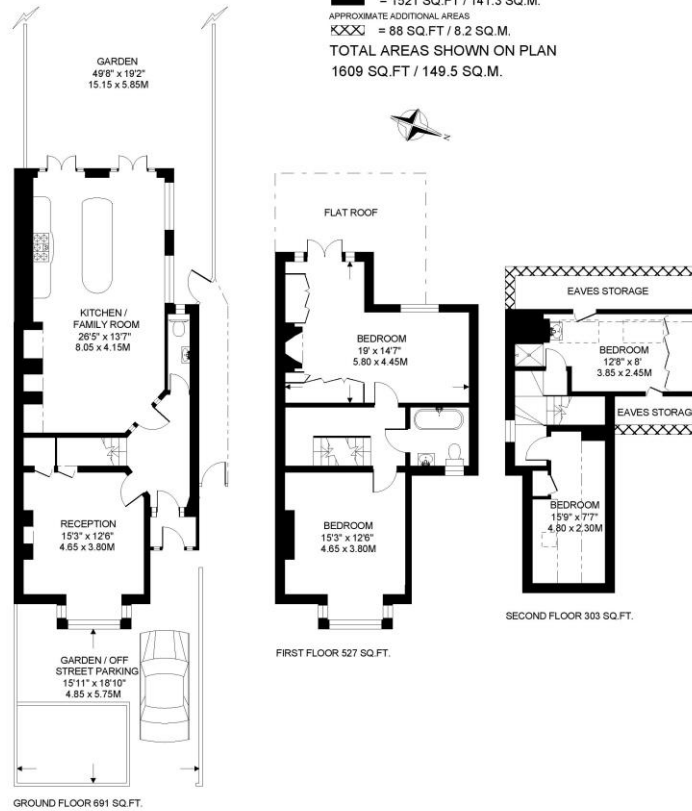 = 1521 SQ.FT / 141.3 SQ.M.
APPROXIMATE ADDITIONAL AREAS
= 88 SQ.FT / 8.2 SQ.M.
TOTAL AREAS SHOWN ON PLAN
1609 SQ.FT / 149.5 SQ.M.
N
GARDEN
49'8" x 19'2"
15.15 x 5.85M
KITCHEN /
FAMILY ROOM
26'5" x 13'7"
8.05 x 4.15M
RECEPTION
15'3" x 12'6"
4.65 x 3.80M
GARDEN / OFF
STREET PARKING
15'11" x 18'10"
4.85 x 5.75M
GROUND FLOOR 691 SQ.FT.
FLAT ROOF
BEDROOM
19' x 14'7"
5.80 x 4.45M
BEDROOM
15'3" x 12'6"
4.65 x 3.80M
FIRST FLOOR 527 SQ.FT.
EAVES STORAGE
BEDROOM
12'8" x 8'
3.85 x 2.45M
EAVES STORAG
BEDROOM
15'9" x 7'7"
4.80 x 2.30M
SECOND FLOOR 303 SQ.FT.